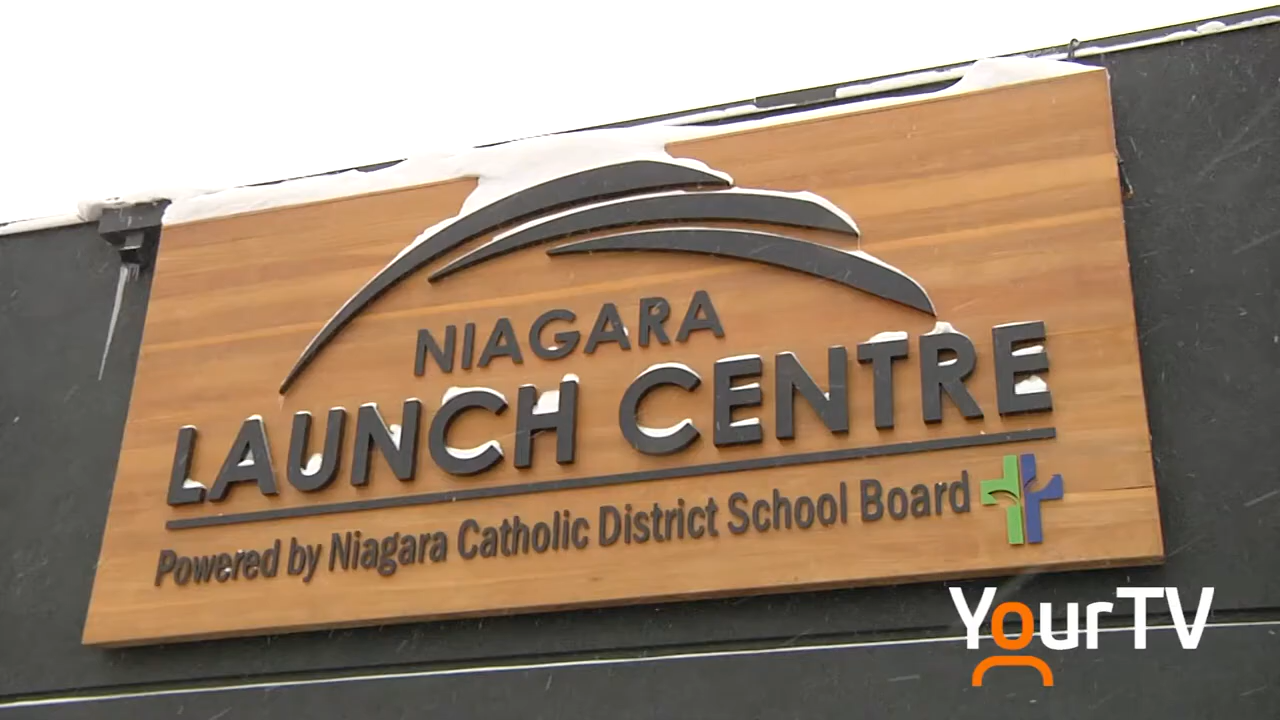 NIAGARA
LAUNCH CENTRE
Powered by Niagara Catholic District School Board
YourTV